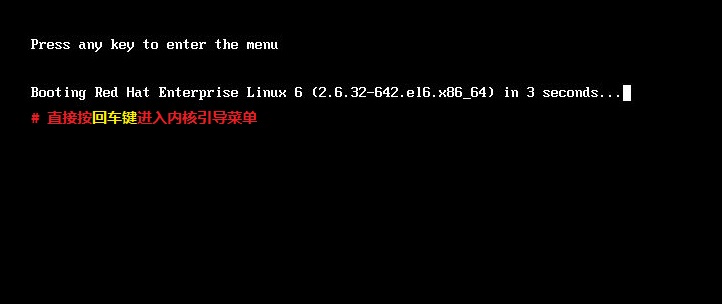 Press any key to enter the menu
Booting Red Hat Enterprise Linux 6 (2.6.32-642.el6.x86_64) in 3 seconds...
# 直接按回车键进入内核引导菜单